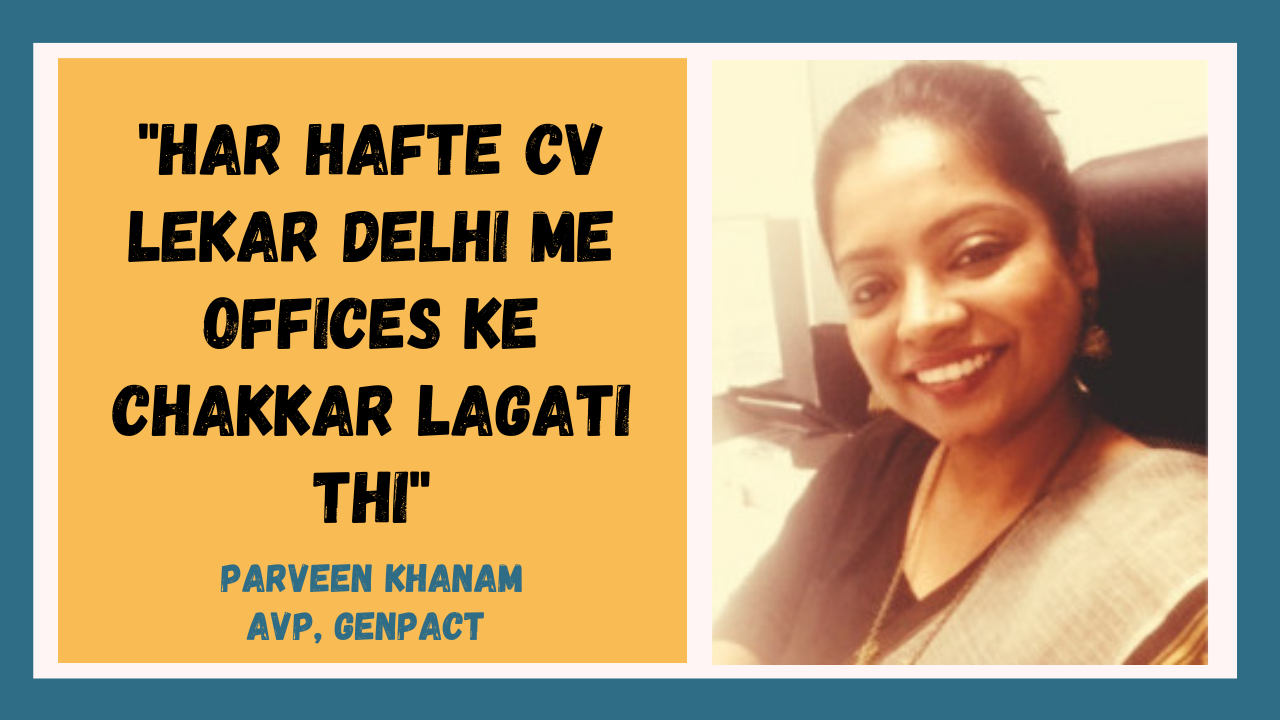 "HAR HAFTE CV
LEKAR DELHI ME
OFFICES KE
CHAKKAR LAGATI
THI"
PARVEEN KHANAM
AVP, GENPACT